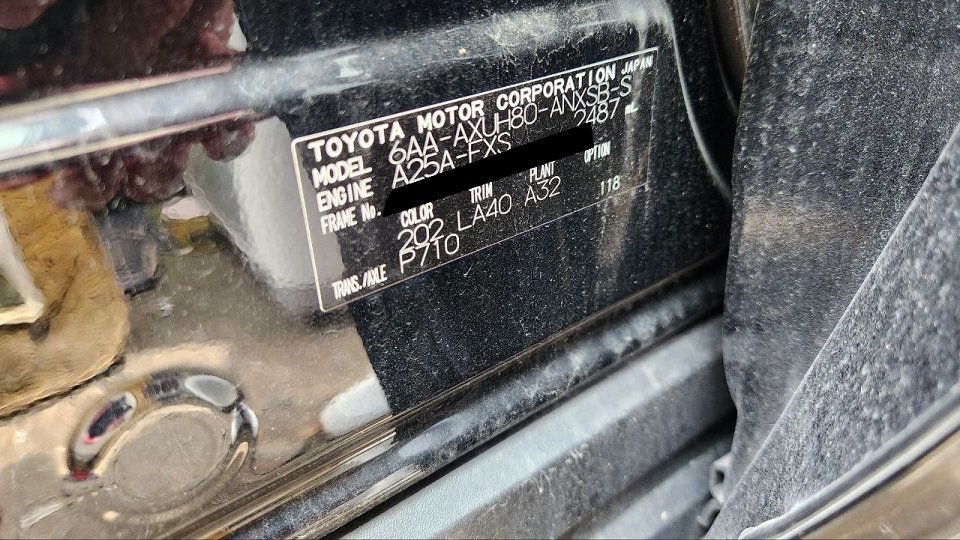 TOYOTA MOTOR CORPORATION JAPAN
MODEL 6AA-AXUH80-ANXSB-S
ENGINE A25A-FXS 2487 mL
FRAME No.
COLOR TRIM PLANT OPTION
202 LA40 A32 118
TRANS./AXLE P710